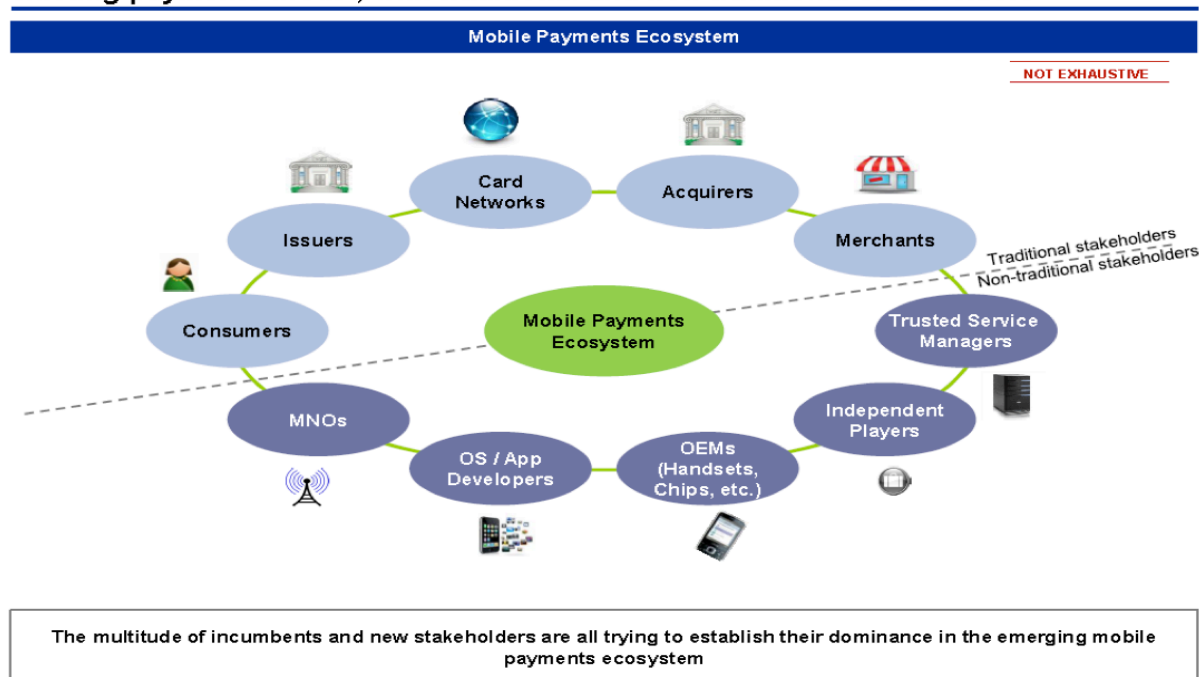 Mobile Payments Ecosystem
NOT EXHAUSTIVE
Card
Networks
Acquirers
Issuers
Merchants
Traditional stakeholders
Non-traditional stakeholders
Consumers
Mobile Payments
Ecosystem
Trusted Service
Managers
MNOs
Independent
Players
OS / App
Developers
OEMs
(Handsets,
Chips, etc.)
The multitude of incumbents and new stakeholders are all trying to establish their dominance in the emerging mobile
payments ecosystem